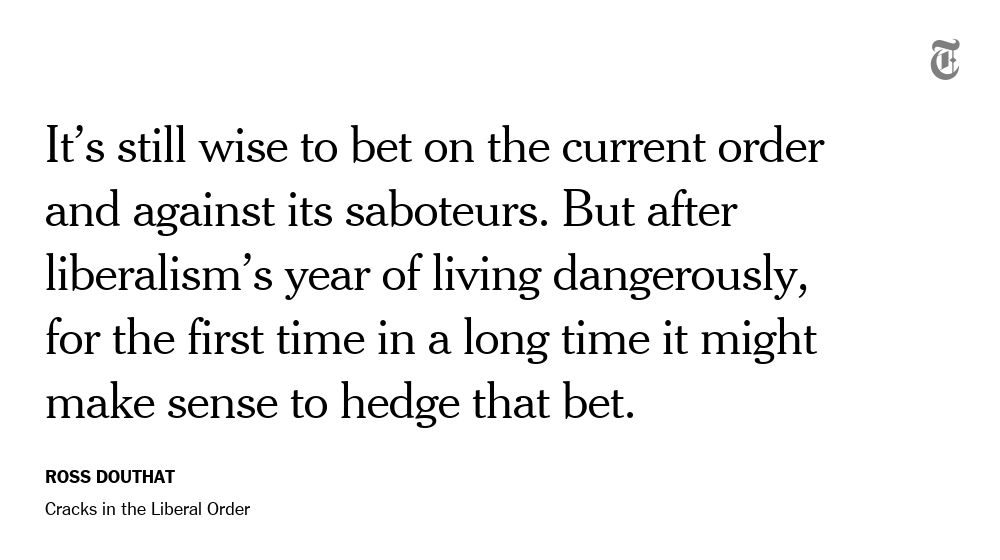 T
It’s still wise to bet on the current order
and against its saboteurs. But after
liberalism’s year of living dangerously,
for the first time in a long time it might
make sense to hedge that bet.
ROSS DOUTHAT
Cracks in the Liberal Order